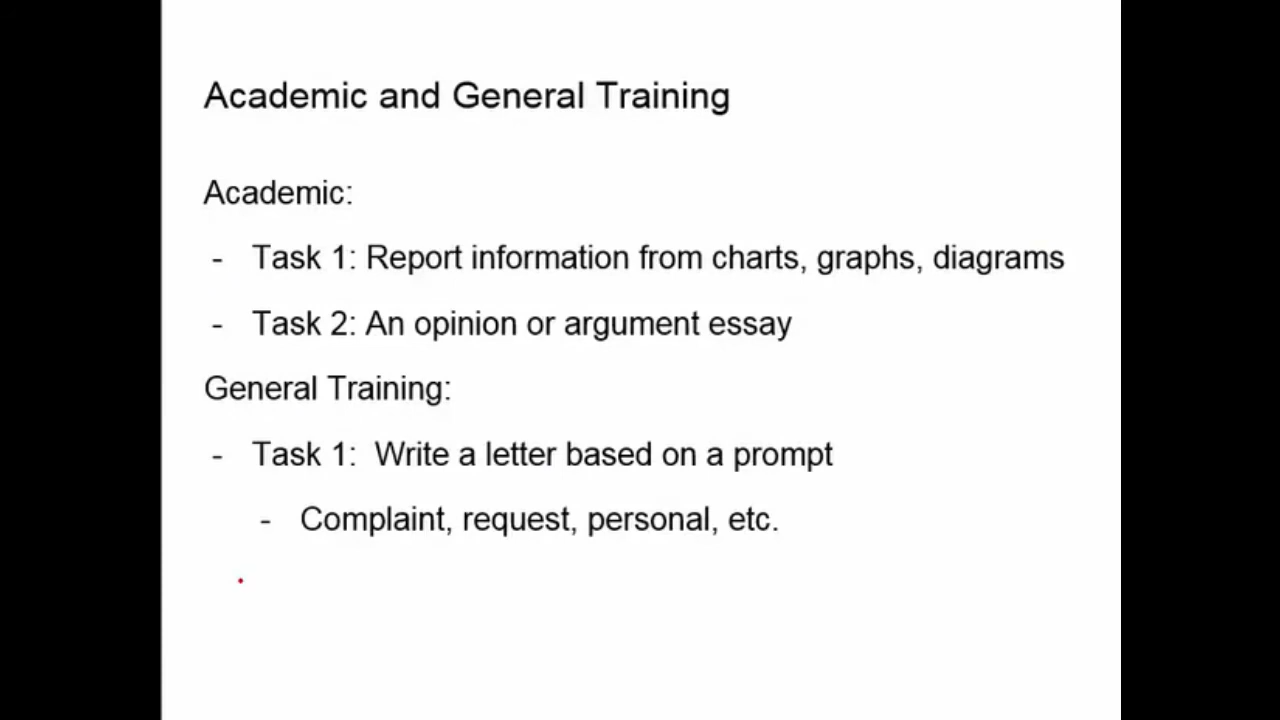 Academic and General Training
Academic:
- Task 1: Report information from charts, graphs, diagrams
- Task 2: An opinion or argument essay
General Training:
- Task 1:  Write a letter based on a prompt
- Complaint, request, personal, etc.